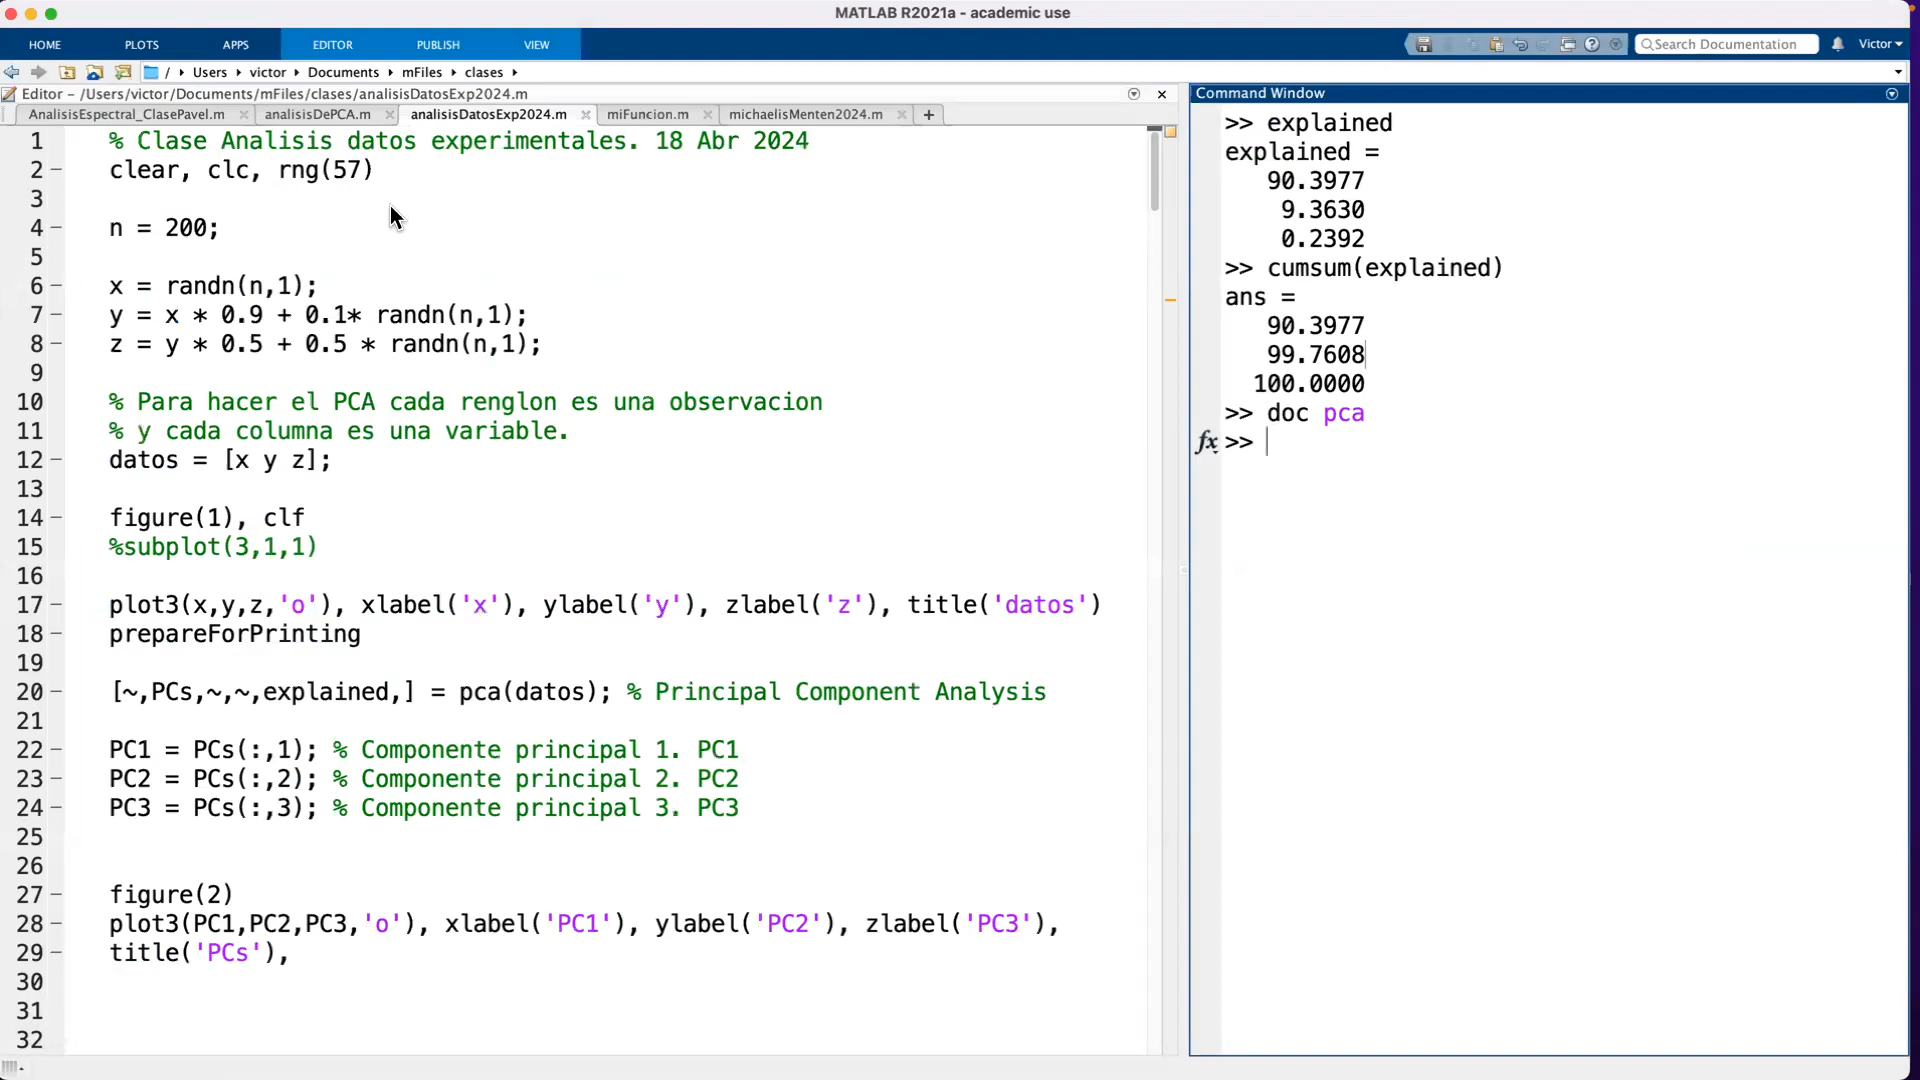 MATLAB R2021a - academic use
HOME PLOTS APPS EDITOR PUBLISH VIEW Search Documentation Victor
/ Users victor Documents mFiles clases
Editor - /Users/victor/Documents/mFiles/clases/analisisDatosExp2024.m
AnalisisEspectral_ClasePavel.m analisisDePCA.m analisisDatosExp2024.m miFuncion.m michaelisMenten2024.m +
1 % Clase Analisis datos experimentales. 18 Abr 2024
2 clear, clc, rng(57)
3
4 n = 200;
5
6 x = randn(n,1);
7 y = x * 0.9 + 0.1* randn(n,1);
8 z = y * 0.5 + 0.5 * randn(n,1);
9
10 % Para hacer el PCA cada renglon es una observacion
11 % y cada columna es una variable.
12 datos = [x y z];
13
14 figure(1), clf
15 %subplot(3,1,1)
16
17 plot3(x,y,z,'o'), xlabel('x'), ylabel('y'), zlabel('z'), title('datos')
18 prepareForPrinting
19
20 [~,PCs,~,~,explained,] = pca(datos); % Principal Component Analysis
21
22 PC1 = PCs(:,1); % Componente principal 1. PC1
23 PC2 = PCs(:,2); % Componente principal 2. PC2
24 PC3 = PCs(:,3); % Componente principal 3. PC3
25
26
27 figure(2)
28 plot3(PC1,PC2,PC3,'o'), xlabel('PC1'), ylabel('PC2'), zlabel('PC3'),
29 title('PCs'),
30
31
32
Command Window
>> explained
explained =
90.3977
9.3630
0.2392
>> cumsum(explained)
ans =
90.3977
99.7608
100.0000
>> doc pca
fx >>